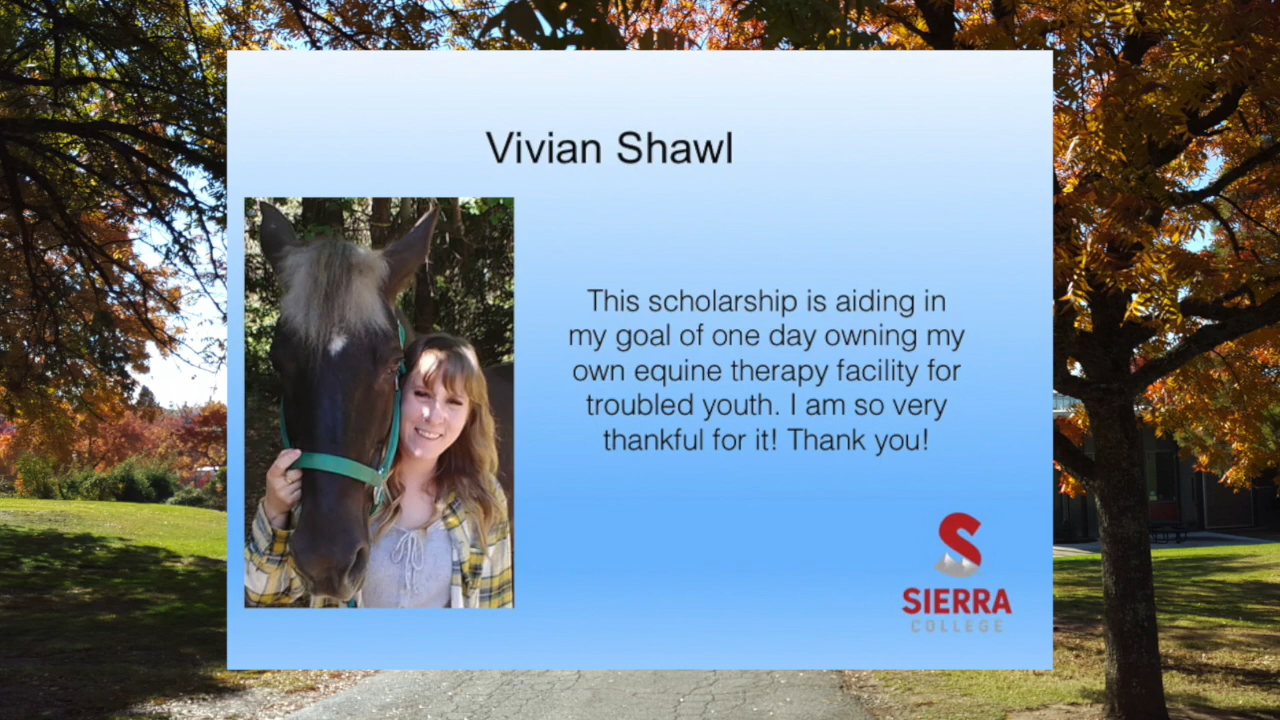 Vivian Shawl
This scholarship is aiding in
my goal of one day owning my
own equine therapy facility for
troubled youth. I am so very
thankful for it! Thank you!
SIERRA
COLLEGE